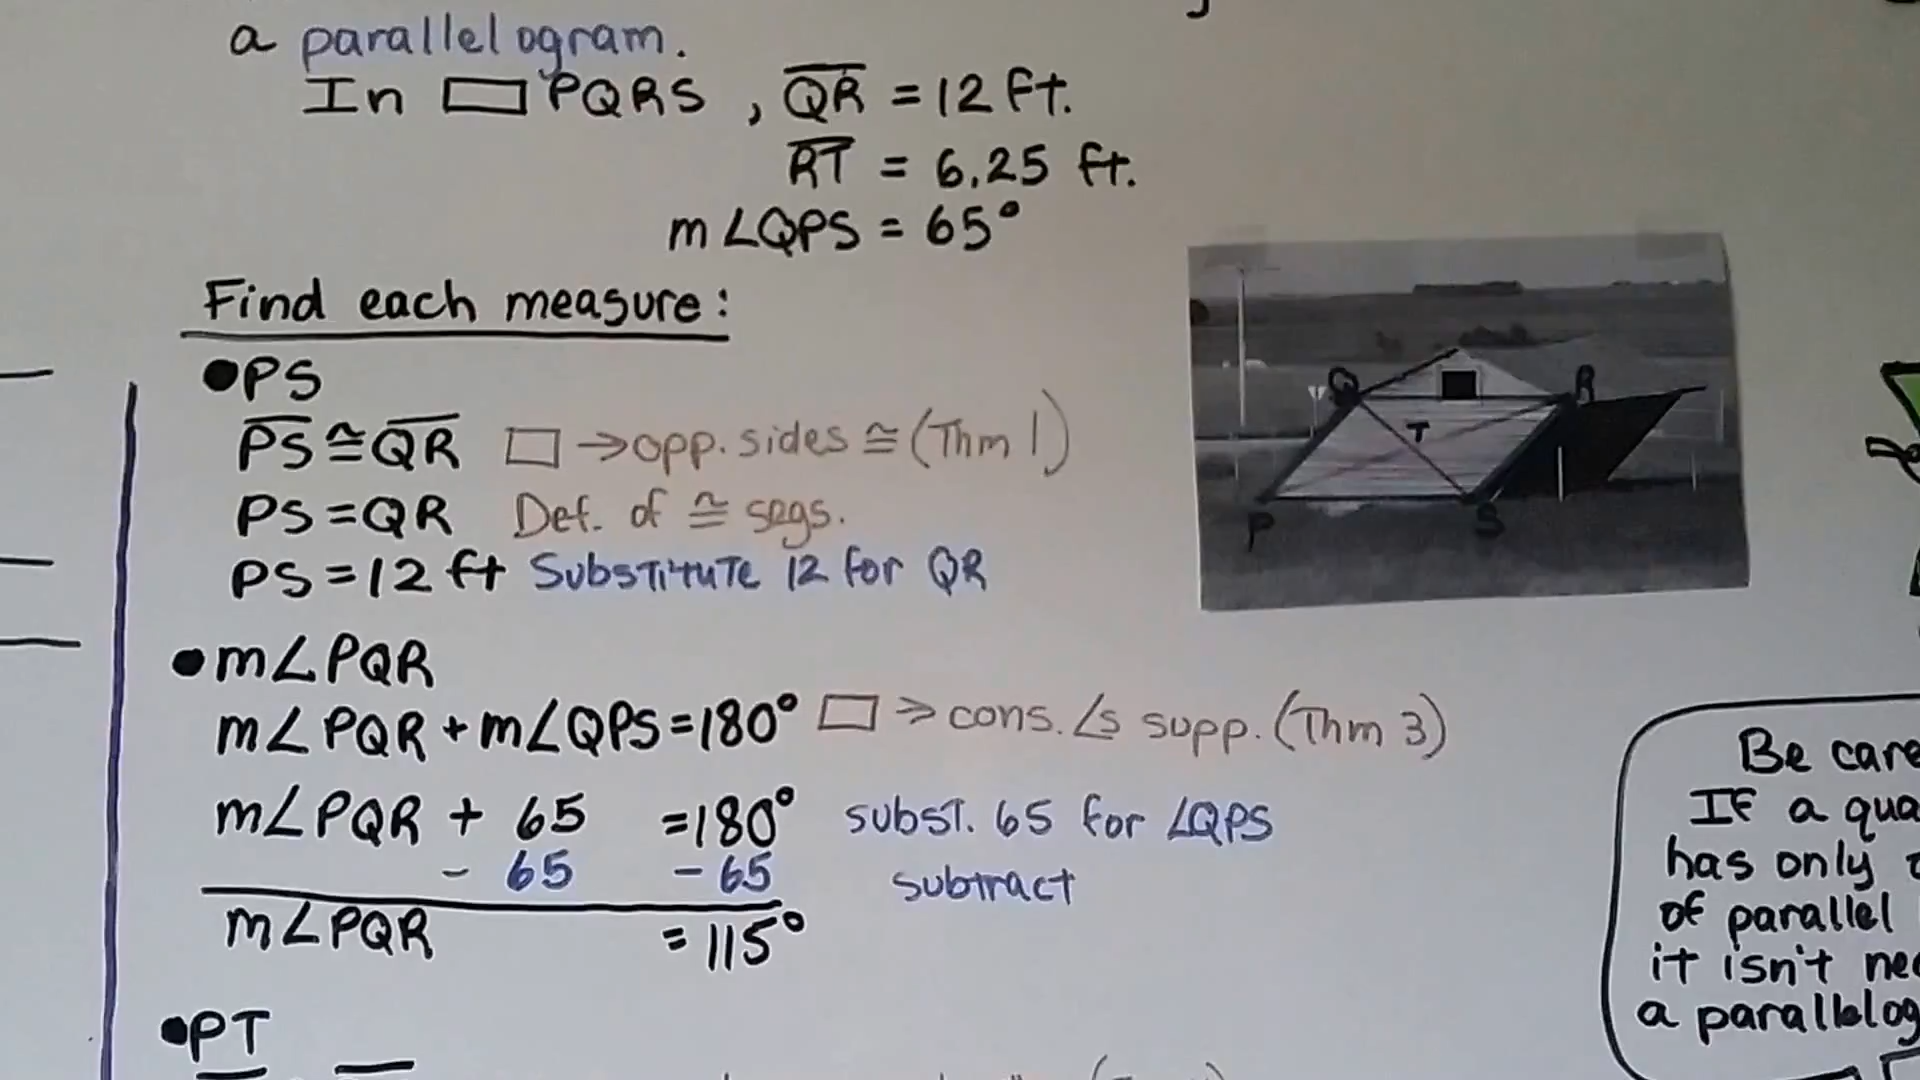 a parallelogram.
In ▭ PQRS , QR = 12 ft.
RT = 6.25 ft.
m∠QPS = 65°
Find each measure:
●PS
PS ≅ QR ▭ → opp. sides ≅ (Thm 1)
PS = QR Def. of ≅ segs.
PS = 12 ft Substitute 12 for QR
●m∠PQR
m∠PQR + m∠QPS = 180° ▭ → cons. ∠s supp. (Thm 3)
m∠PQR + 65 = 180° subst. 65 for ∠QPS
- 65 - 65 subtract
m∠PQR = 115°
●PT
Q R
T
P S
Be care
If a qua
has only
of parallel
it isn't nec
a parallelog